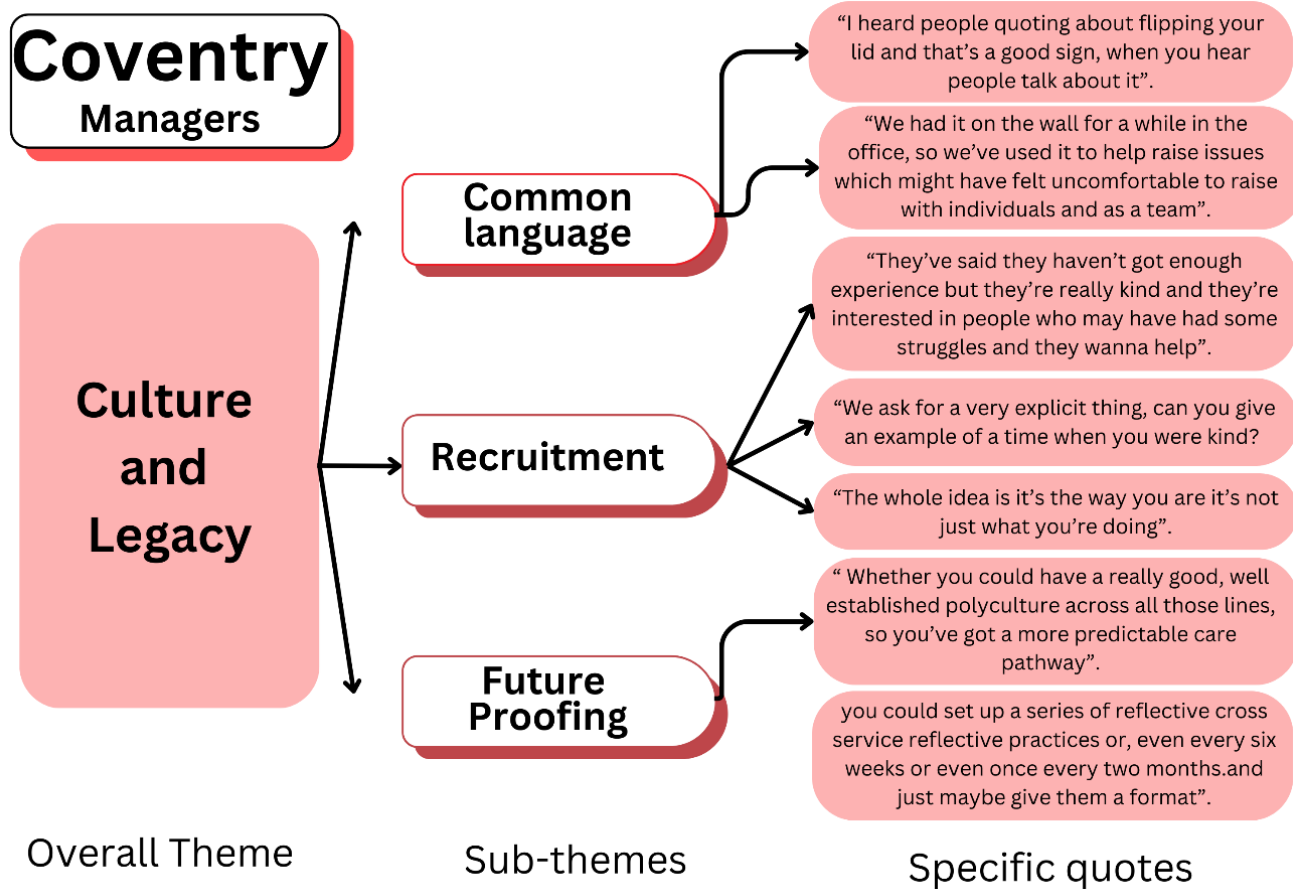 Coventry
Managers
Culture
and
Legacy
Common
language
Recruitment
Future
Proofing
“I heard people quoting about flipping your
lid and that’s a good sign, when you hear
people talk about it”.
“We had it on the wall for a while in the
office, so we’ve used it to help raise issues
which might have felt uncomfortable to raise
with individuals and as a team”.
“They’ve said they haven’t got enough
experience but they’re really kind and they’re
interested in people who may have had some
struggles and they wanna help”.
“We ask for a very explicit thing, can you give
an example of a time when you were kind?
“The whole idea is it’s the way you are it’s not
just what you’re doing”.
“ Whether you could have a really good, well
established polyculture across all those lines,
so you’ve got a more predictable care
pathway”.
you could set up a series of reflective cross
service reflective practices or, even every six
weeks or even once every two months.and
just maybe give them a format”.
Overall Theme
Sub-themes
Specific quotes